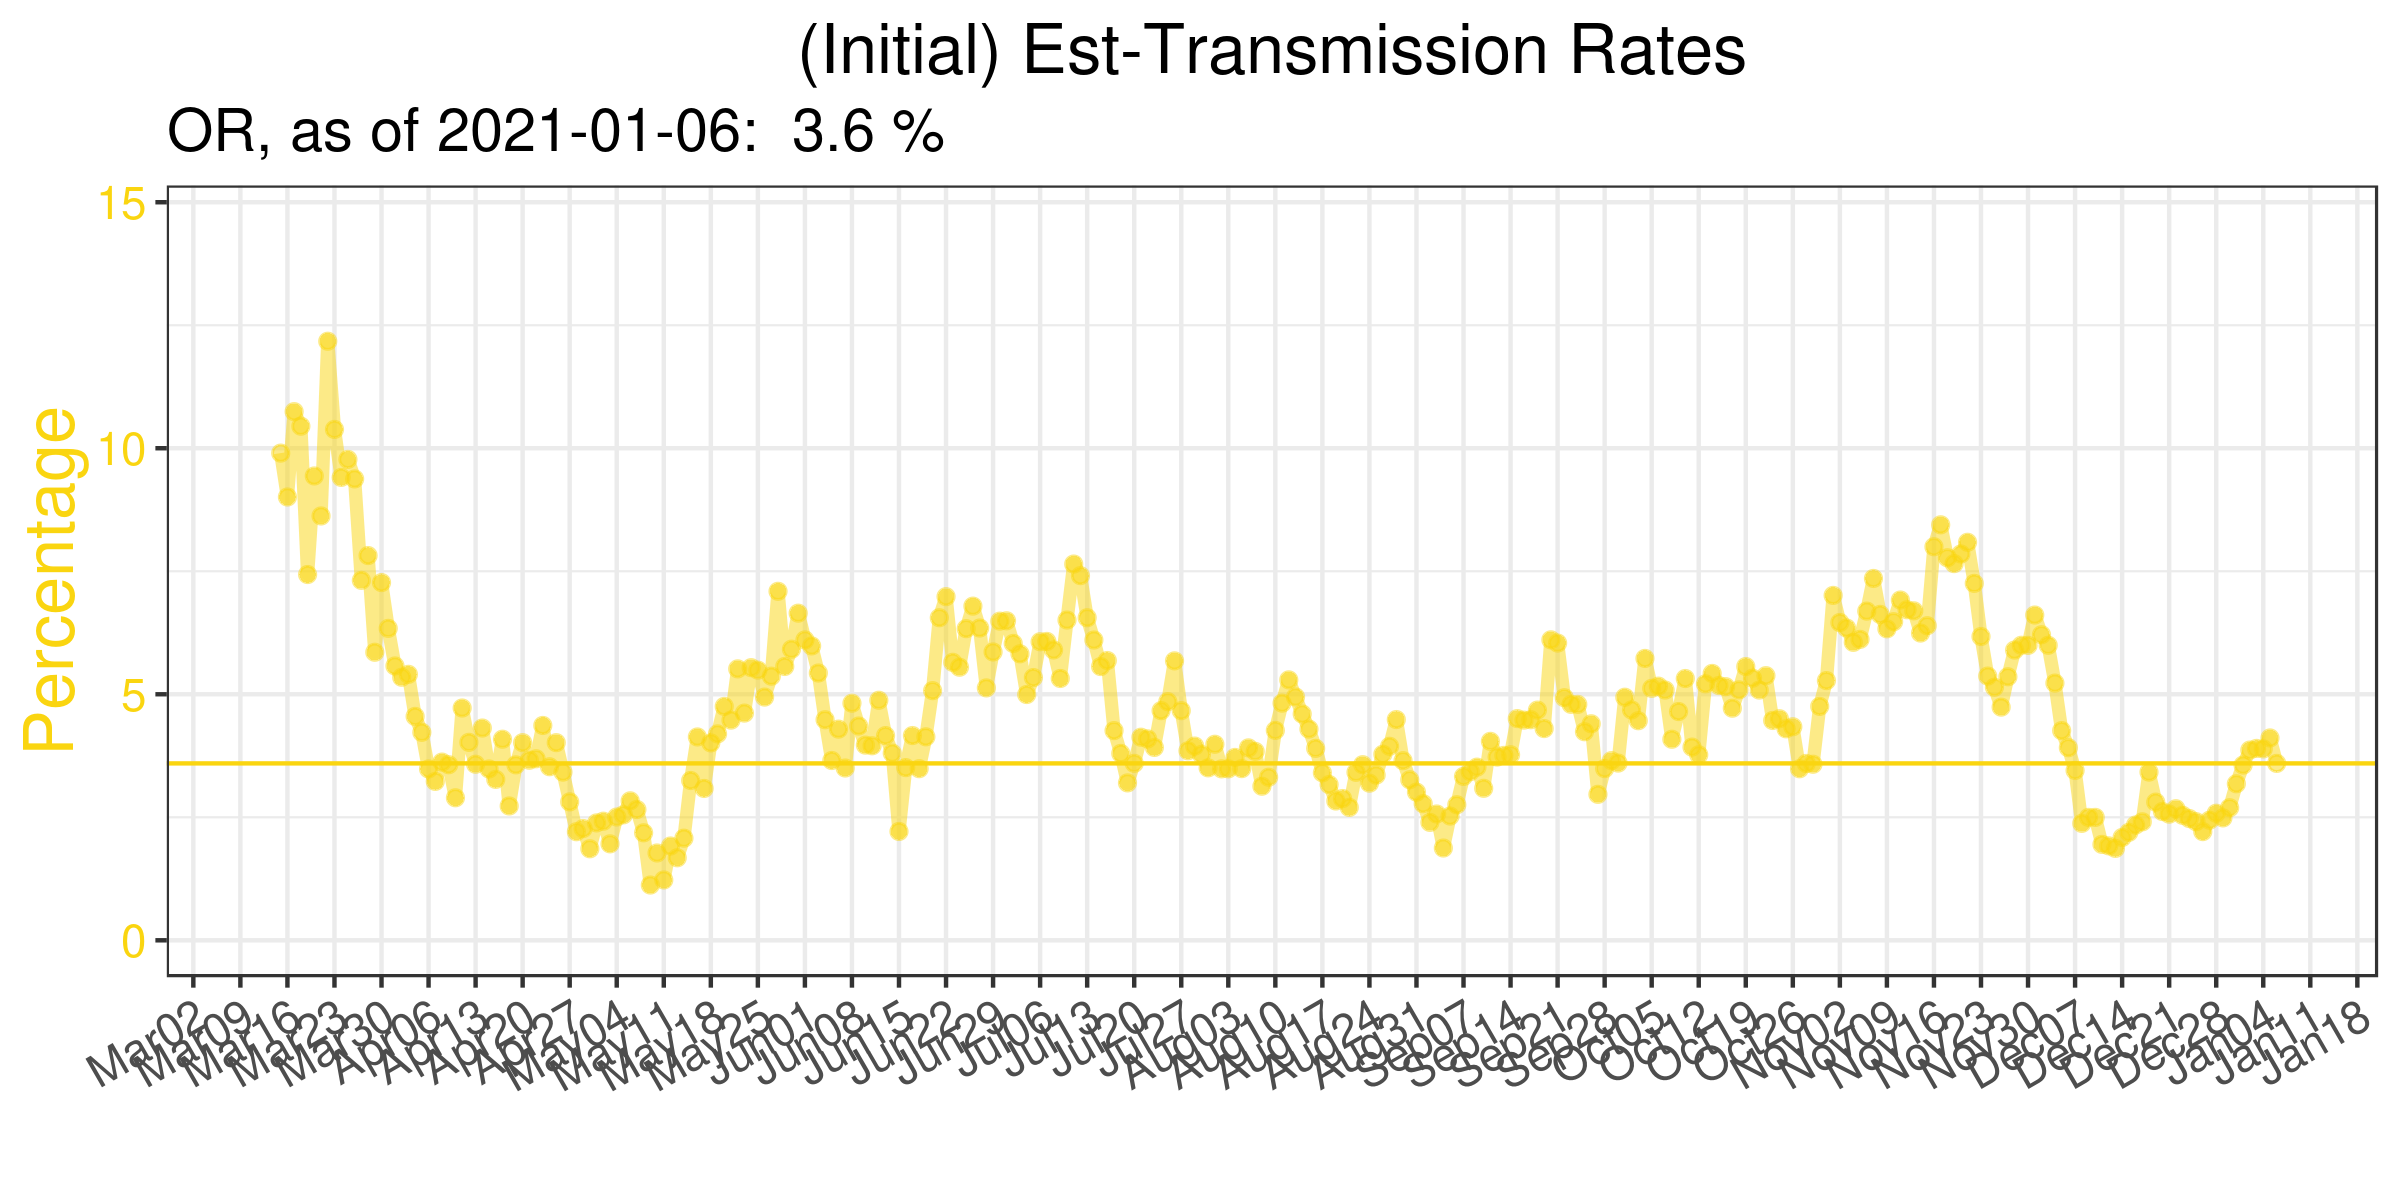 (Initial) Est-Transmission Rates
OR, as of 2021-01-06:  3.6 %
Percentage
15
10
5
0
Mar02
Mar09
Mar16
Mar23
Mar30
Apr06
Apr13
Apr20
Apr27
May04
May11
May18
May25
Jun01
Jun08
Jun15
Jun22
Jun29
Jul06
Jul13
Jul20
Jul27
Aug03
Aug10
Aug17
Aug24
Aug31
Sep07
Sep14
Sep21
Sep28
Oct05
Oct12
Oct19
Oct26
Nov02
Nov09
Nov16
Nov23
Nov30
Dec07
Dec14
Dec21
Dec28
Jan04
Jan11
Jan18